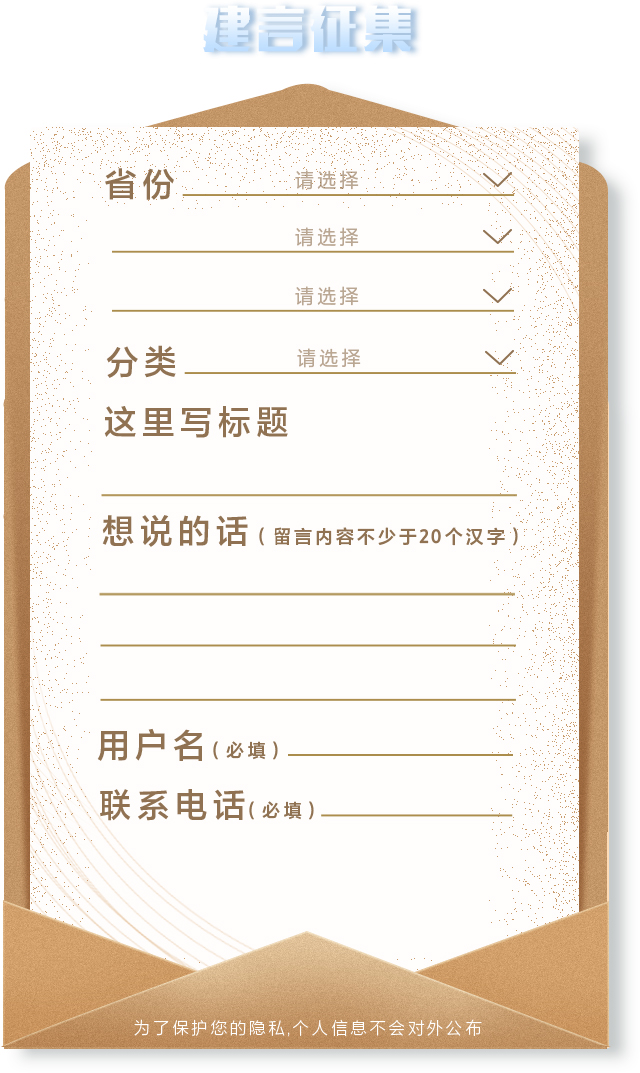 建言征集
省份 请选择
请选择
请选择
分类 请选择
这里写标题
想说的话(留言内容不少于20个汉字)
用户名(必填)
联系电话(必填)
为了保护您的隐私,个人信息不会对外公布